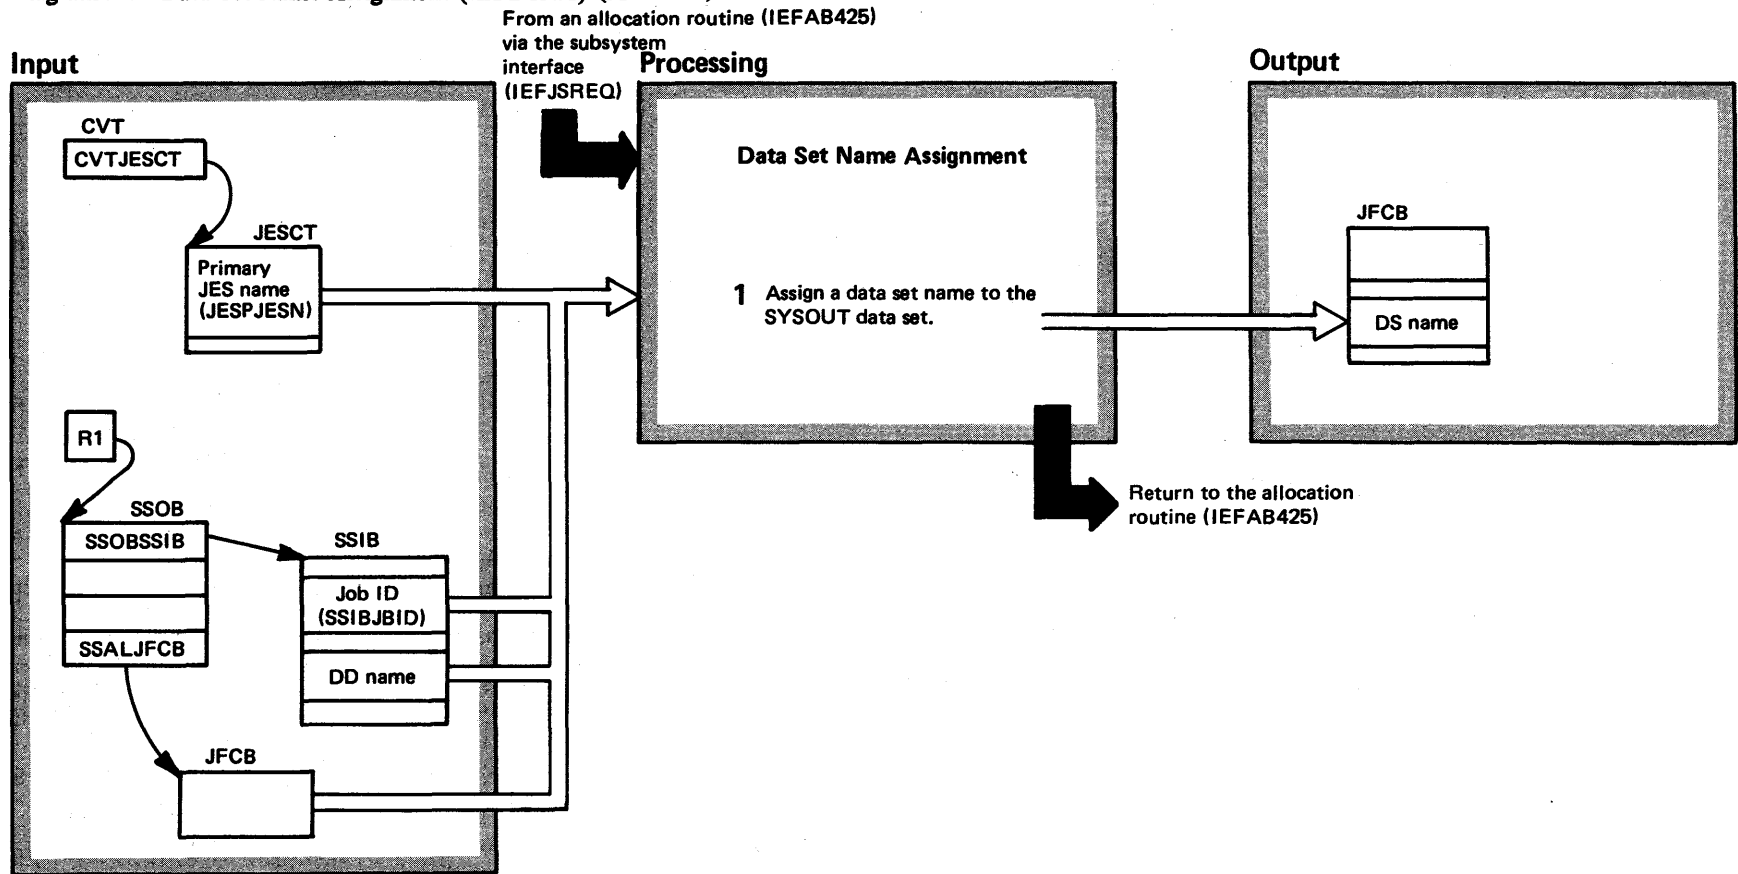 From an allocation routine (IEFAB425)
via the subsystem
interface
(IEFJSREQ)
Input
Processing
Output
CVT
CVTJESCT
JESCT
Primary
JES name
(JESPJESN)
R1
SSOB
SSOBSSIB
SSALJFCB
SSIB
Job ID
(SSIBJBID)
DD name
JFCB
Data Set Name Assignment
1 Assign a data set name to the
SYSOUT data set.
Return to the allocation
routine (IEFAB425)
JFCB
DS name